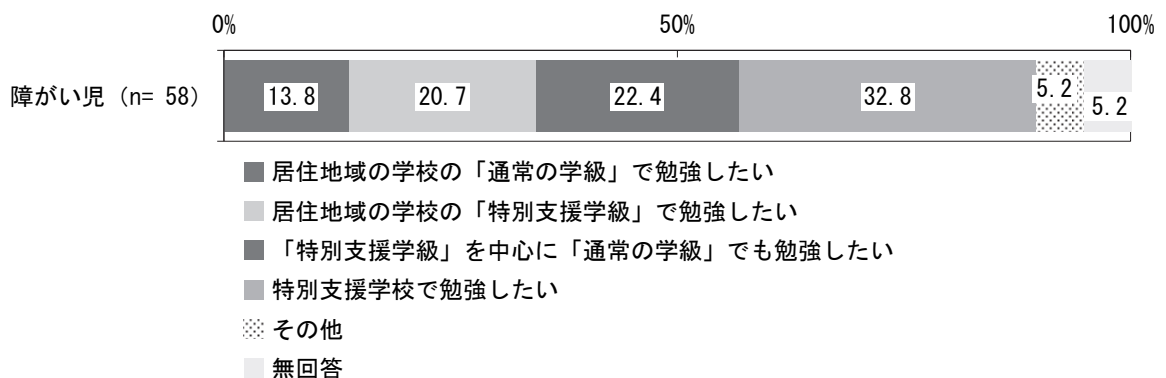 0% 50% 100%
障がい児 (n= 58) 13.8 20.7 22.4 32.8 5.2 5.2
居住地域の学校の「通常の学級」で勉強したい
居住地域の学校の「特別支援学級」で勉強したい
「特別支援学級」を中心に「通常の学級」でも勉強したい
特別支援学校で勉強したい
その他
無回答